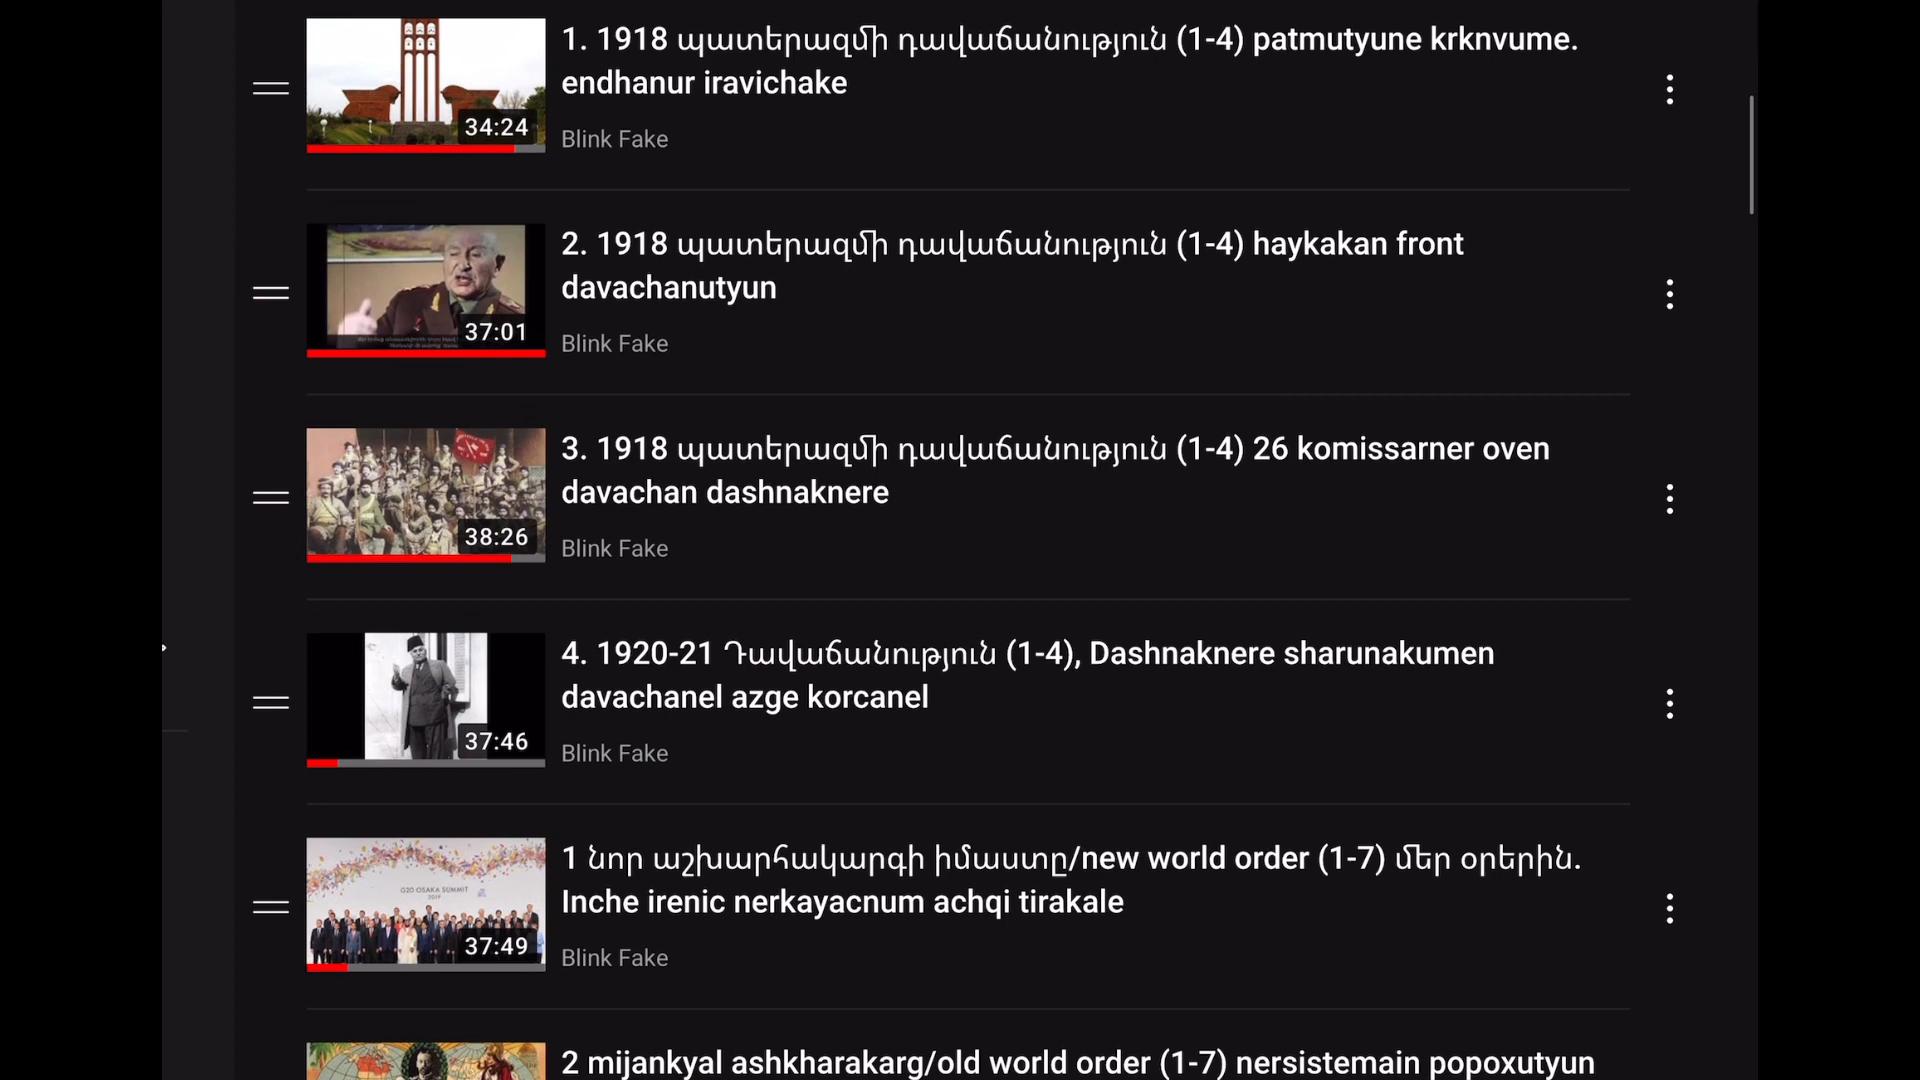 1. 1918 պատերազմի դավաճանություն (1-4) patmutyune krknvume.
endhanur iravichake
34:24
Blink Fake
2. 1918 պատերազմի դավաճանություն (1-4) haykakan front
davachanutyun
37:01
Blink Fake
3. 1918 պատերազմի դավաճանություն (1-4) 26 komissarner oven
davachan dashnaknere
38:26
Blink Fake
4. 1920-21 Դավաճանություն (1-4), Dashnaknere sharunakumen
davachanel azge korcanel
37:46
Blink Fake
1 նոր աշխարհակարգի իմաստը/new world order (1-7) մեր օրերին.
Inche irenic nerkayacnum achqi tirakale
G20 OSAKA SUMMIT
2019
37:49
Blink Fake
2 mijankyal ashkharakarg/old world order (1-7) nersistemain popoxutyun